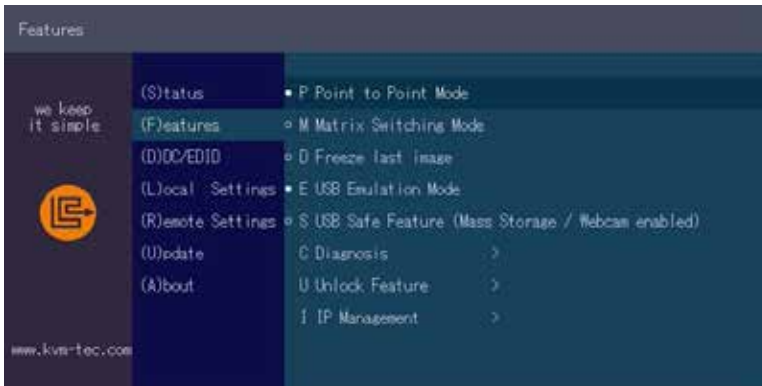 Features
we keep
it simple
www.kvm-tec.com
(S)tatus
(F)eatures
(D)DC/EDID
(L)ocal Settings
(R)emote Settings
(U)pdate
(A)bout
P Point to Point Mode
M Matrix Switching Mode
D Freeze last image
E USB Emulation Mode
S USB Safe Feature (Mass Storage / Webcam enabled)
C Diagnosis >
U Unlock Feature >
I IP Management >